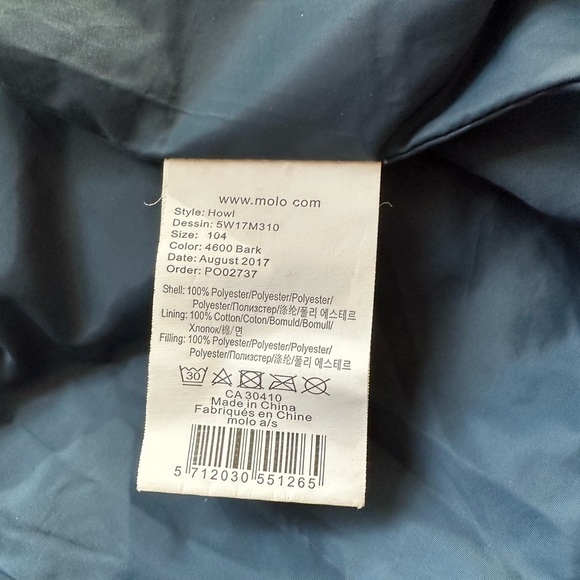 www.molo com
Style: Howl
Dessin: 5W17M310
Size: 104
Color: 4600 Bark
Date: August 2017
Order: PO02737
Shell: 100% Polyester/Polyester/Polyester/
Polyester/Полиэстер/涤纶/폴리 에스테르
Lining: 100% Cotton/Coton/Bomuld/Bomull/
Хлопок/棉/면
Filling: 100% Polyester/Polyester/Polyester/
Polyester/Полиэстер/涤纶/폴리 에스테르
30
CA 30410
Made in China
Fabriqués en Chine
molo a/s
5 712030 551265